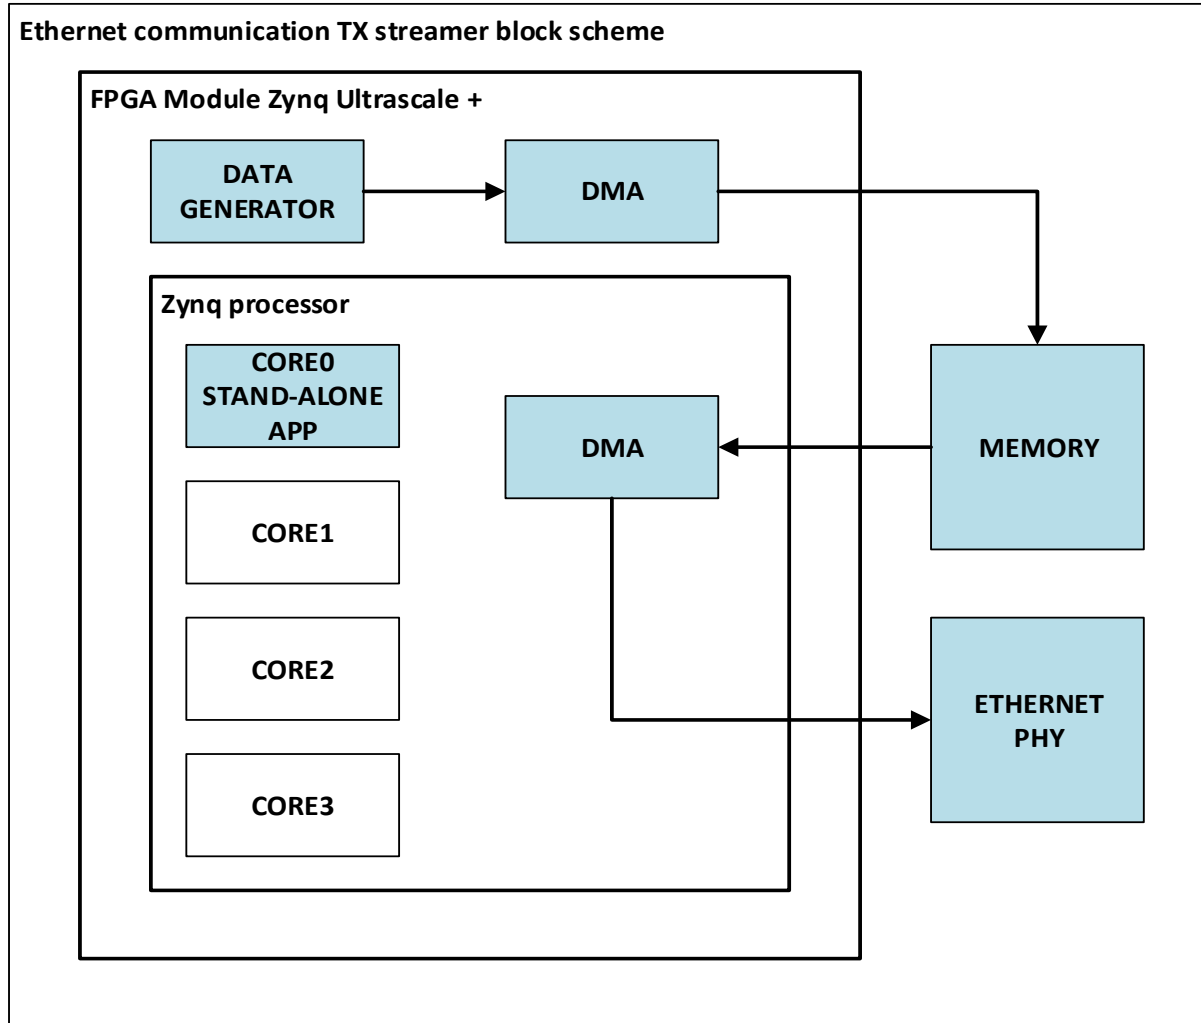 Ethernet communication TX streamer block scheme
FPGA Module Zynq Ultrascale +
DATA
GENERATOR
DMA
Zynq processor
CORE0
STAND-ALONE
APP
DMA
MEMORY
CORE1
CORE2
ETHERNET
PHY
CORE3